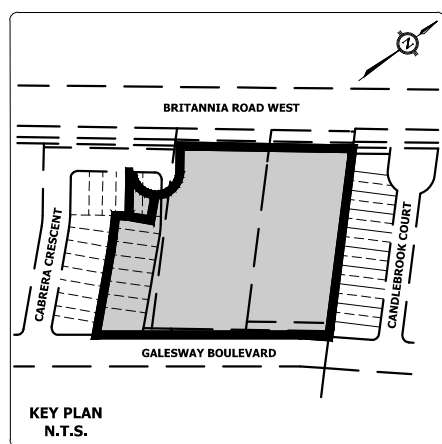 N
BRITANNIA ROAD WEST
CABRERA CRESCENT
CANDLEBROOK COURT
GALESWAY BOULEVARD
KEY PLAN
N.T.S.